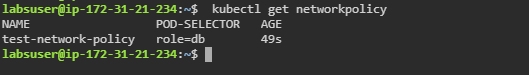 labsuser@ip-172-31-21-234:~$  kubectl get networkpolicy
NAME                  POD-SELECTOR   AGE
test-network-policy   role=db        49s
labsuser@ip-172-31-21-234:~$